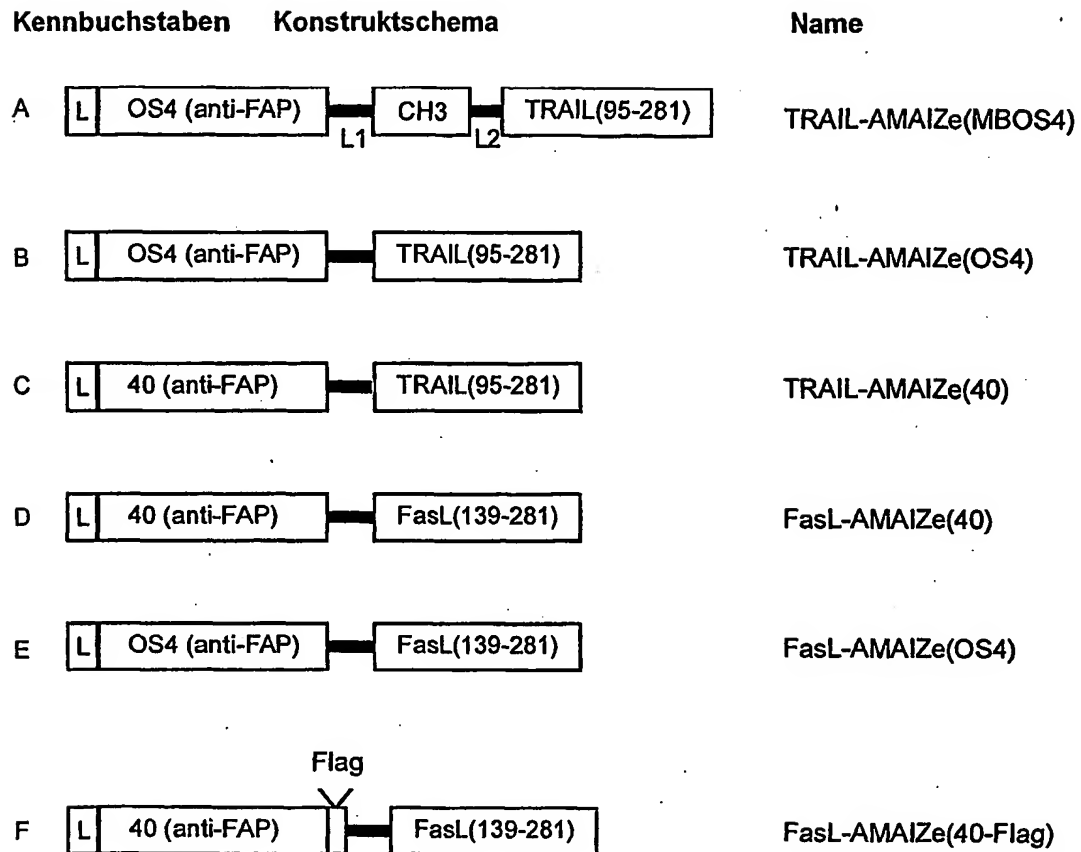 Kennbuchstaben Konstruktschema Name
A L OS4 (anti-FAP) CH3 TRAIL(95-281) TRAIL-AMAIZe(MBOS4)
L1 L2
B L OS4 (anti-FAP) TRAIL(95-281) TRAIL-AMAIZe(OS4)
C L 40 (anti-FAP) TRAIL(95-281) TRAIL-AMAIZe(40)
D L 40 (anti-FAP) FasL(139-281) FasL-AMAIZe(40)
E L OS4 (anti-FAP) FasL(139-281) FasL-AMAIZe(OS4)
Flag
F L 40 (anti-FAP) FasL(139-281) FasL-AMAIZe(40-Flag)